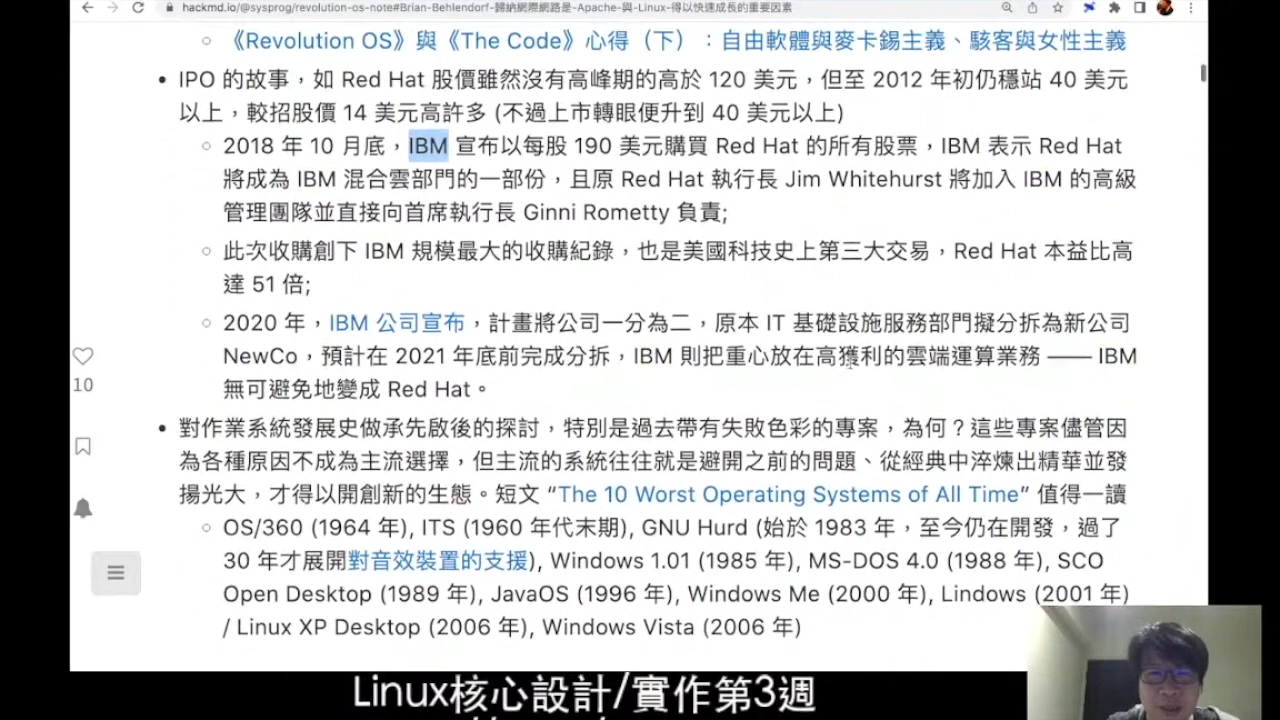 hackmd.io/@sysprog/revolution-os-note#Brian-Behlendorf-歸納網際網路是-Apache-與-Linux-得以快速成長的重要因素
《Revolution OS》與《The Code》心得（下）：自由軟體與麥卡錫主義、駭客與女性主義
IPO 的故事，如 Red Hat 股價雖然沒有高峰期的高於 120 美元，但至 2012 年初仍穩站 40 美元
以上，較招股價 14 美元高許多 (不過上市轉眼便升到 40 美元以上)
2018 年 10 月底，IBM 宣布以每股 190 美元購買 Red Hat 的所有股票，IBM 表示 Red Hat
將成為 IBM 混合雲部門的一部份，且原 Red Hat 執行長 Jim Whitehurst 將加入 IBM 的高級
管理團隊並直接向首席執行長 Ginni Rometty 負責;
此次收購創下 IBM 規模最大的收購紀錄，也是美國科技史上第三大交易，Red Hat 本益比高
達 51 倍;
2020 年，IBM 公司宣布，計畫將公司一分為二，原本 IT 基礎設施服務部門擬分拆為新公司
NewCo，預計在 2021 年底前完成分拆，IBM 則把重心放在高獲利的雲端運算業務 —— IBM
無可避免地變成 Red Hat。
10
對作業系統發展史做承先啟後的探討，特別是過去帶有失敗色彩的專案，為何？這些專案儘管因
為各種原因不成為主流選擇，但主流的系統往往就是避開之前的問題、從經典中淬煉出精華並發
揚光大，才得以開創新的生態。短文 “The 10 Worst Operating Systems of All Time” 值得一讀
OS/360 (1964 年), ITS (1960 年代末期), GNU Hurd (始於 1983 年，至今仍在開發，過了
30 年才展開對音效裝置的支援), Windows 1.01 (1985 年), MS-DOS 4.0 (1988 年), SCO
Open Desktop (1989 年), JavaOS (1996 年), Windows Me (2000 年), Lindows (2001 年)
/ Linux XP Desktop (2006 年), Windows Vista (2006 年)
Linux核心設計/實作第3週